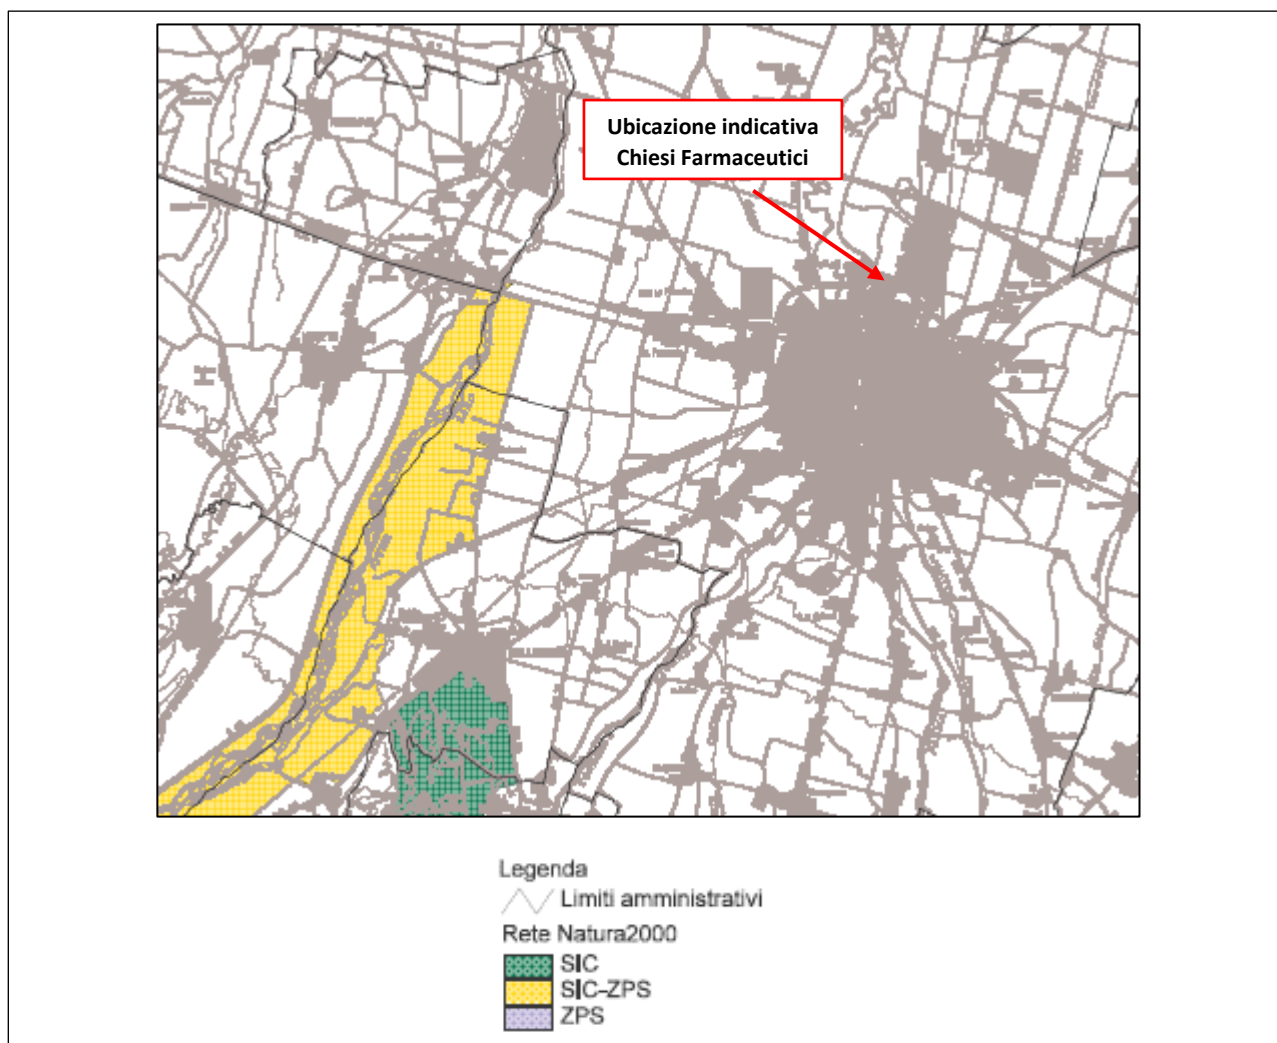 Ubicazione indicativa
Chiesi Farmaceutici
Legenda
Limiti amministrativi
Rete Natura2000
SIC
SIC-ZPS
ZPS